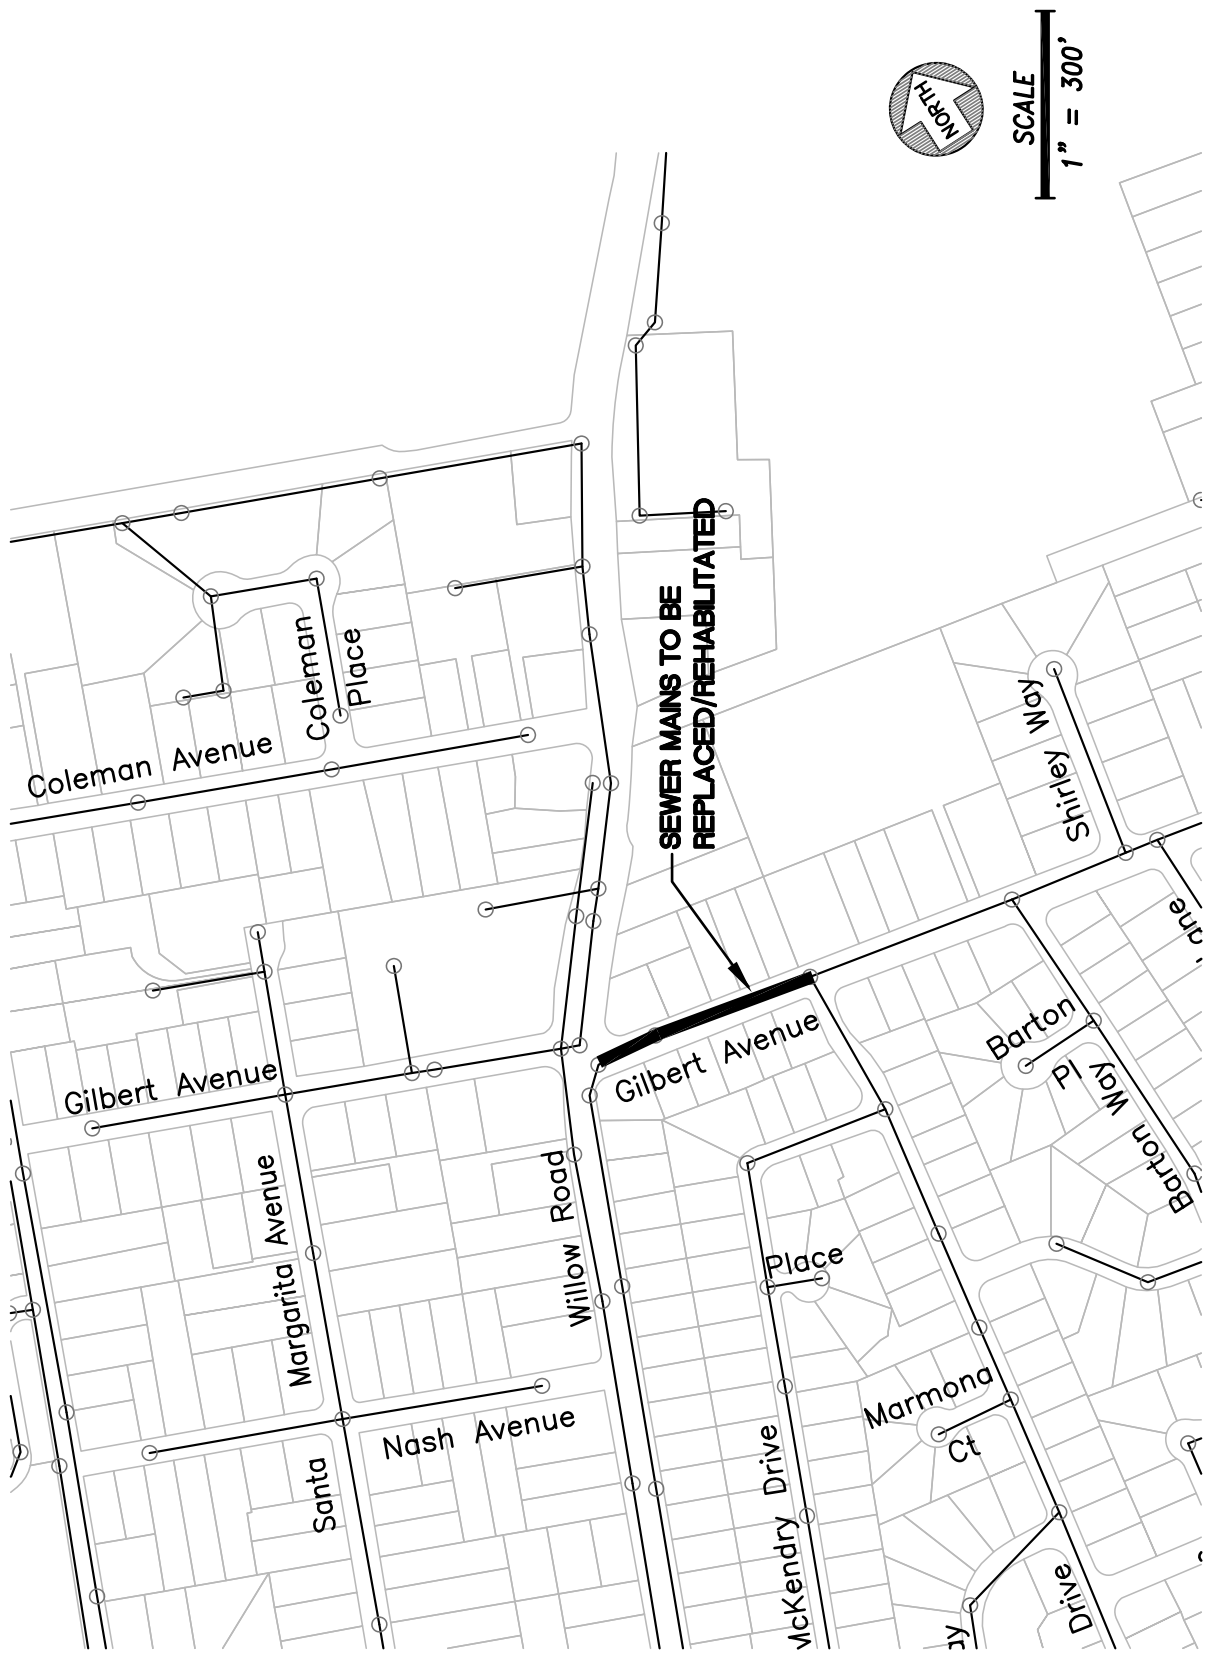 NORTH
SCALE
1" = 300'
SEWER MAINS TO BE
REPLACED/REHABILITATED
Coleman
Place
Coleman Avenue
Shirley Way
Gilbert Avenue
Gilbert Avenue
Barton
Pl
Barton Way
Margarita Avenue
Santa
Willow Road
Place
Nash Avenue
Marmona
Ct
McKendry Drive
Drive